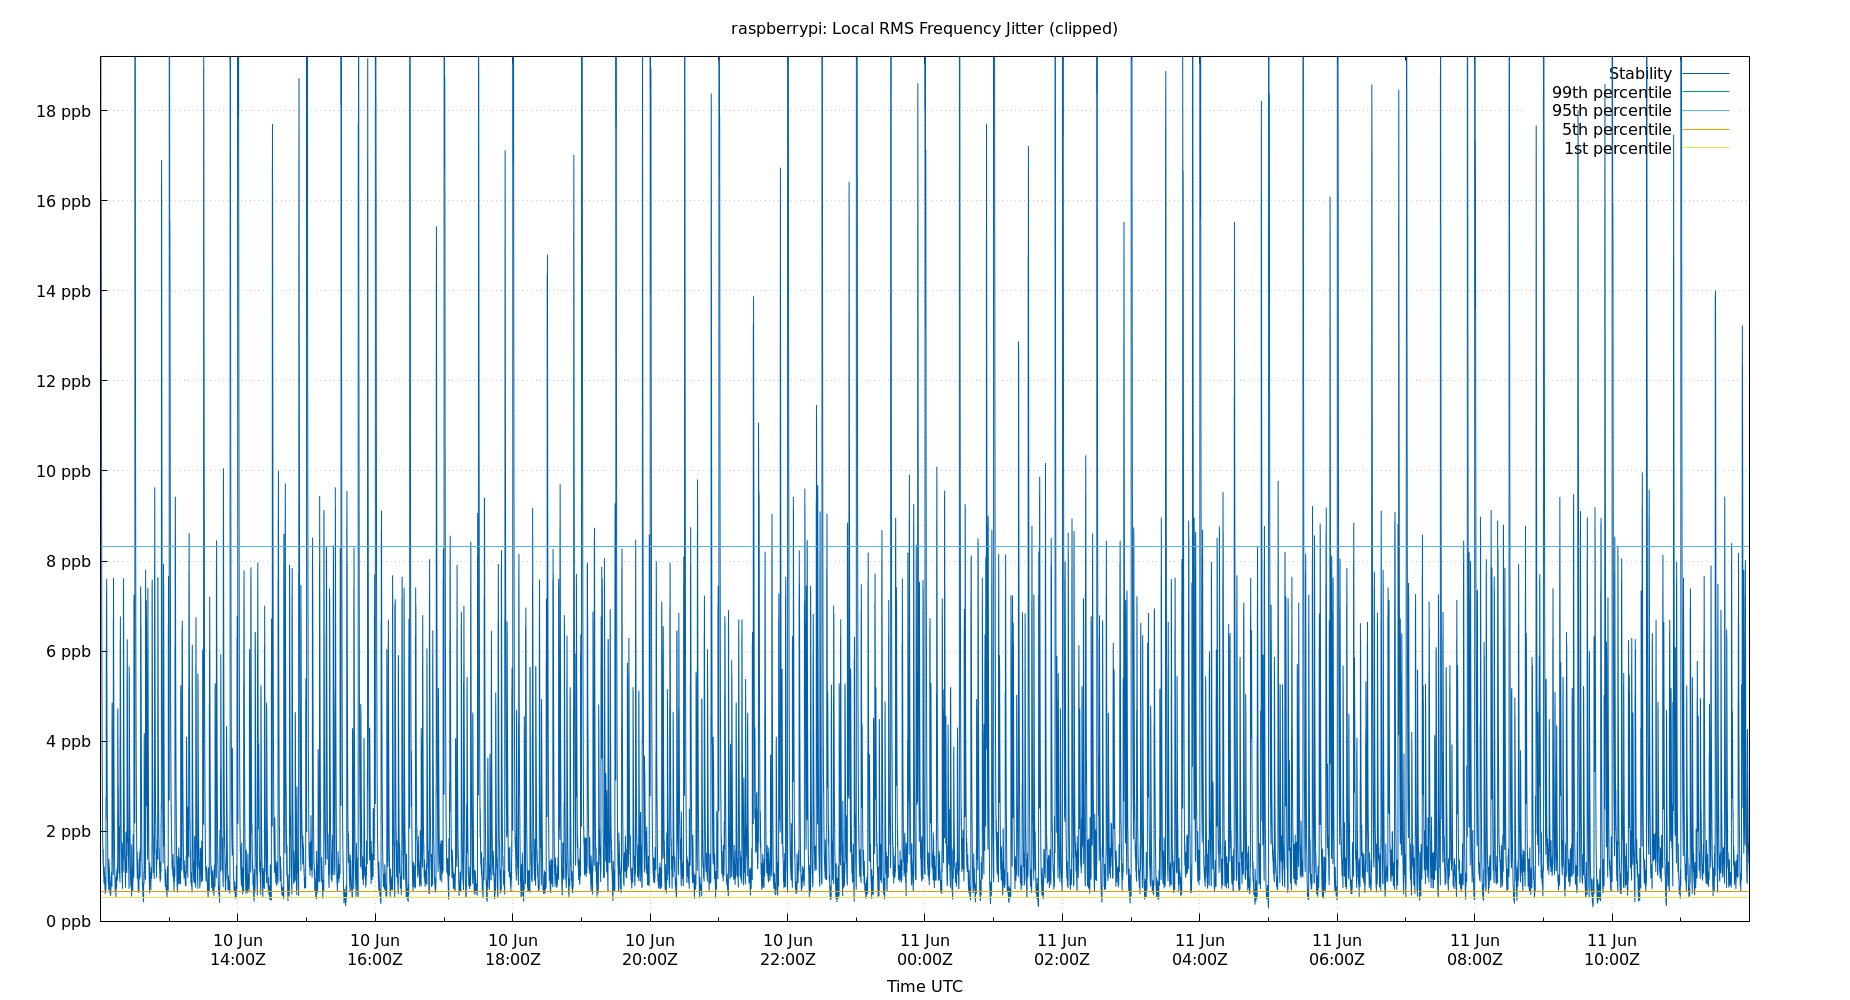 raspberrypi: Local RMS Frequency Jitter (clipped)
Stability
99th percentile
95th percentile
5th percentile
1st percentile
18 ppb
16 ppb
14 ppb
12 ppb
10 ppb
8 ppb
6 ppb
4 ppb
2 ppb
0 ppb
10 Jun 10 Jun 10 Jun 10 Jun 10 Jun 11 Jun 11 Jun 11 Jun 11 Jun 11 Jun 11 Jun
14:00Z 16:00Z 18:00Z 20:00Z 22:00Z 00:00Z 02:00Z 04:00Z 06:00Z 08:00Z 10:00Z
Time UTC